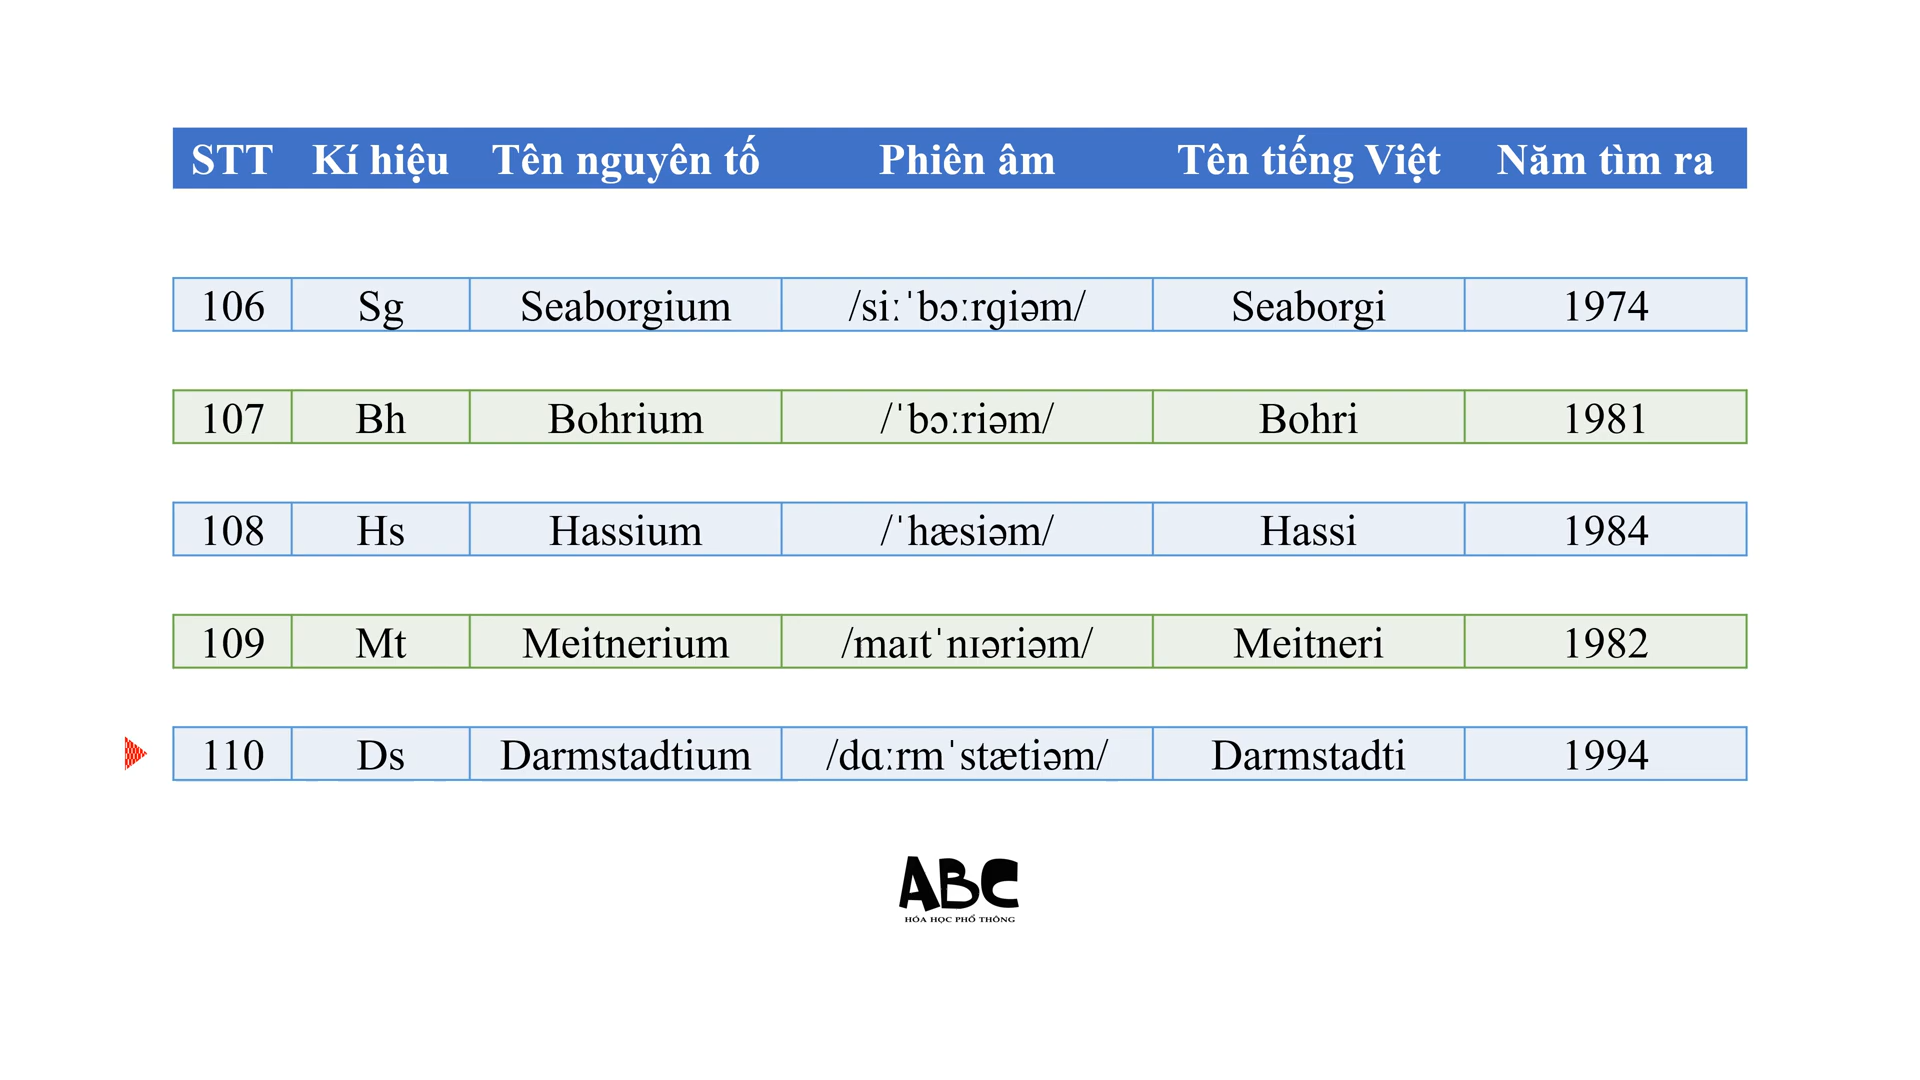 STT Kí hiệu Tên nguyên tố Phiên âm Tên tiếng Việt Năm tìm ra
106 Sg Seaborgium /siːˈbɔːrɡiəm/ Seaborgi 1974
107 Bh Bohrium /ˈbɔːriəm/ Bohri 1981
108 Hs Hassium /ˈhæsiəm/ Hassi 1984
109 Mt Meitnerium /maɪtˈnɪəriəm/ Meitneri 1982
110 Ds Darmstadtium /dɑːrmˈstætiəm/ Darmstadti 1994
ABC
HÓA HỌC PHỔ THÔNG